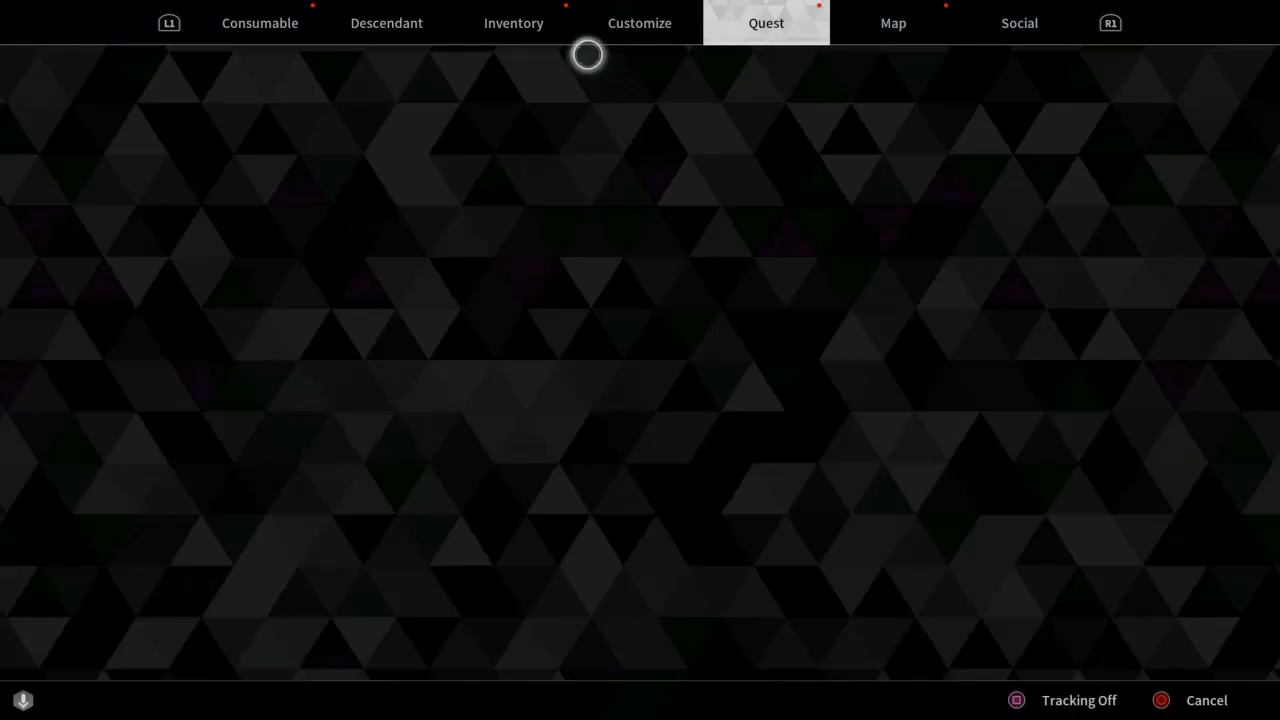 L1 Consumable Descendant Inventory Customize Quest Map Social R1
Tracking Off Cancel